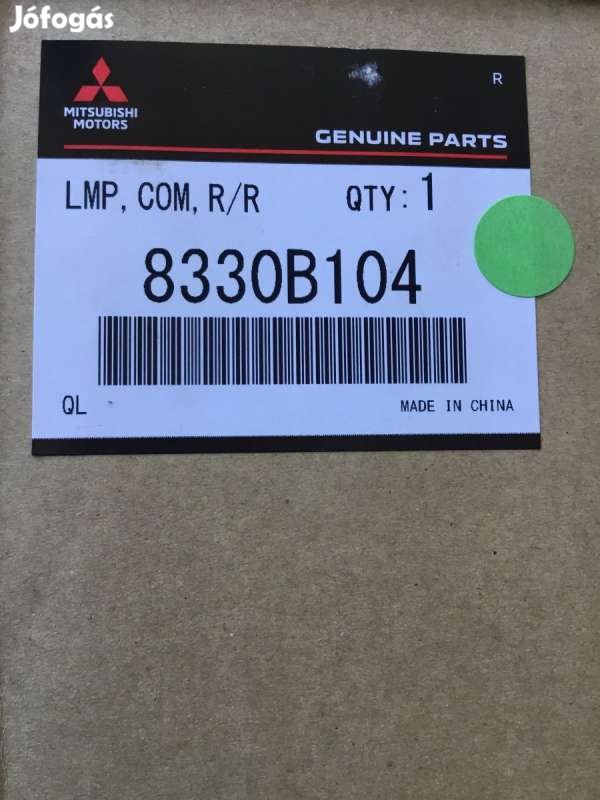 Jófogás
MITSUBISHI
MOTORS
R
GENUINE PARTS
LMP, COM, R/R QTY: 1
8330B104
QL MADE IN CHINA